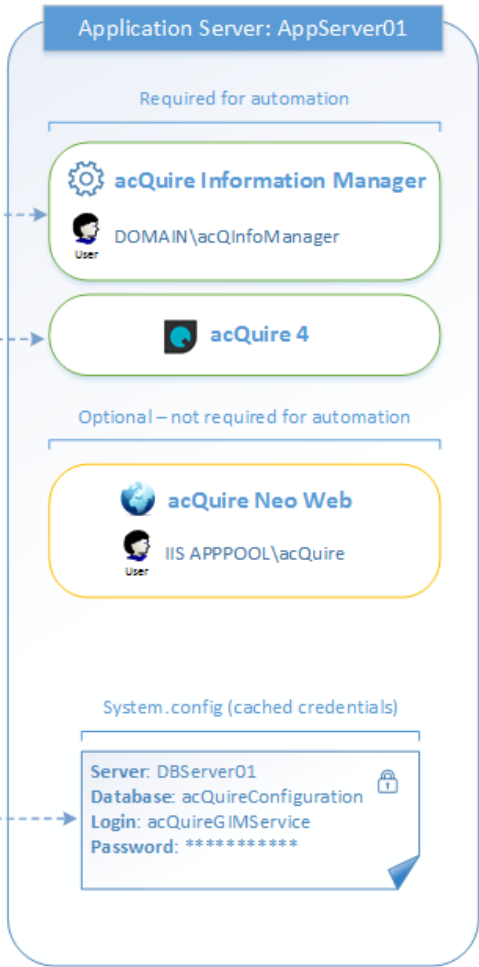 Application Server: AppServer01
Required for automation
acQuire Information Manager
DOMAIN\acQInfoManager
User
acQuire 4
Optional – not required for automation
acQuire Neo Web
IIS APPPOOL\acQuire
User
System.config (cached credentials)
Server: DBServer01
Database: acQuireConfiguration
Login: acQuireGIMService
Password: ***********